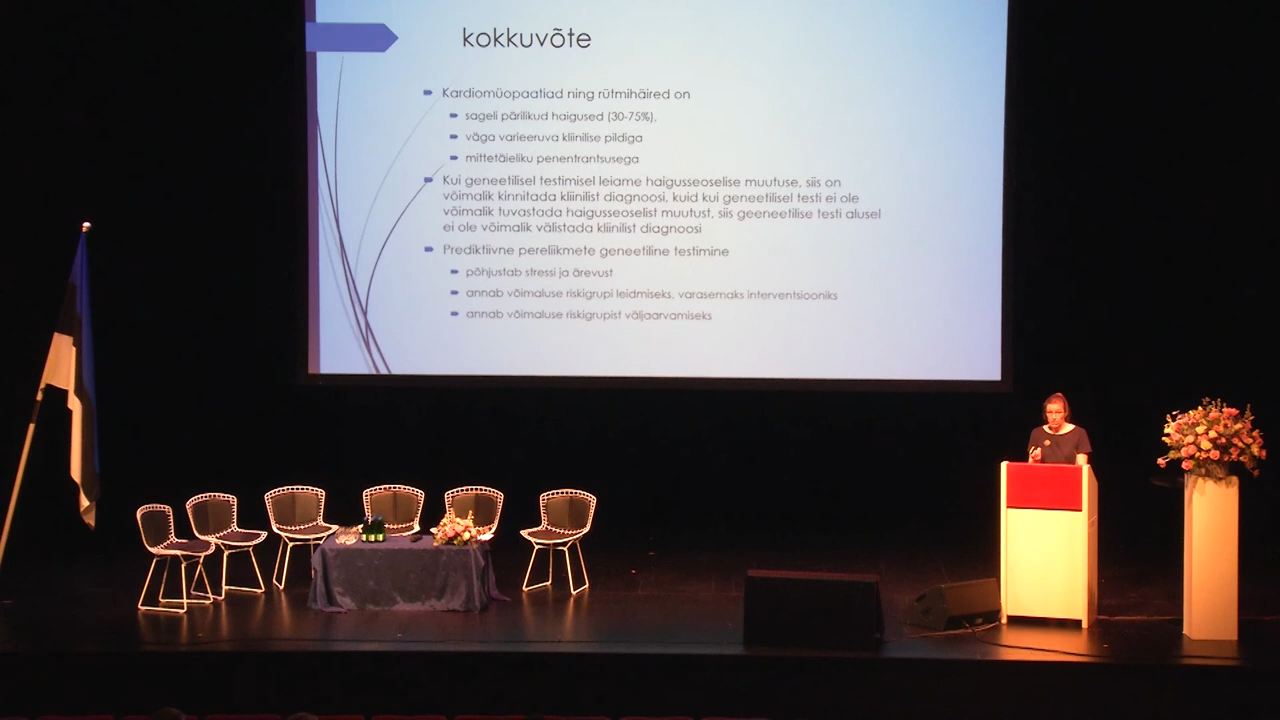 kokkuvõte
Kardiomüopaatiad ning rütmihäired on
sageli pärilikud haigused (30-75%),
väga varieeruva kliinilise pildiga
mittetäieliku penentrantsusega
Kui geneetilisel testimisel leiame haigusseoselise muutuse, siis on
võimalik kinnitada kliinilist diagnoosi, kuid kui geneetilisel testi ei ole
võimalik tuvastada haigusseoselist muutust, siis geeneetilise testi alusel
ei ole võimalik välistada kliinilist diagnoosi
Prediktiivne pereliikmete geneetiline testimine
põhjustab stressi ja ärevust
annab võimaluse riskigrupi leidmiseks, varasemaks interventsiooniks
annab võimaluse riskigrupist väljaarvamiseks